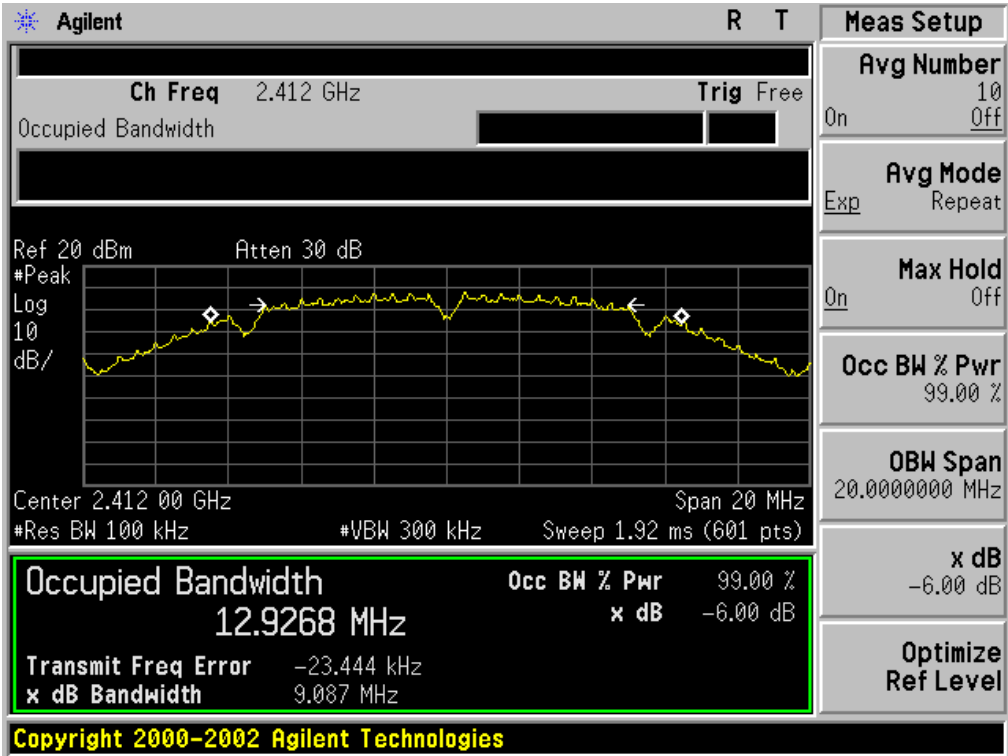 Agilent R T
Ch Freq 2.412 GHz Trig Free
Occupied Bandwidth
Ref 20 dBm Atten 30 dB
#Peak
Log
10
dB/
Center 2.412 00 GHz Span 20 MHz
#Res BW 100 kHz #VBW 300 kHz Sweep 1.92 ms (601 pts)
Occupied Bandwidth
12.9268 MHz
Occ BW % Pwr 99.00 %
x dB -6.00 dB
Transmit Freq Error -23.444 kHz
x dB Bandwidth 9.087 MHz
Copyright 2000-2002 Agilent Technologies
Meas Setup
Avg Number
10
On Off
Avg Mode
Exp Repeat
Max Hold
On Off
Occ BW % Pwr
99.00 %
OBW Span
20.0000000 MHz
x dB
-6.00 dB
Optimize
Ref Level